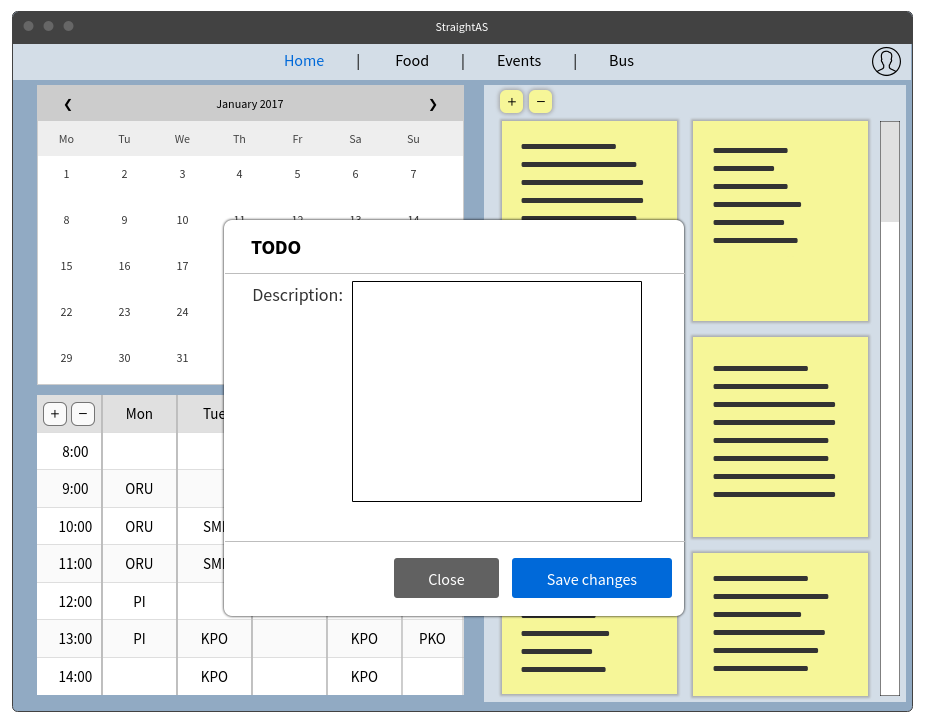 StraightAS
Home | Food | Events | Bus
❮ January 2017 ❯
Mo Tu We Th Fr Sa Su
1 2 3 4 5 6 7
8 9 10 11 12 13 14
15 16 17
22 23 24
29 30 31
+ −
TODO
Description:
Close Save changes
+ − Mon Tue
8:00
9:00 ORU
10:00 ORU
11:00 ORU
12:00 PI
13:00 PI KPO KPO PKO
14:00 KPO KPO